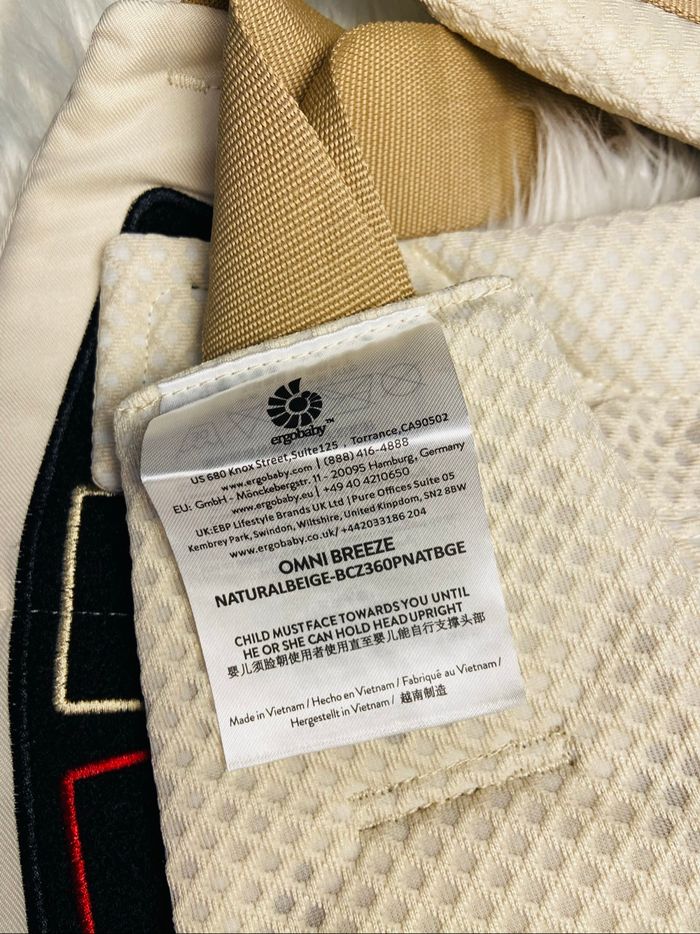 ergobaby™
US 680 Knox Street,Suite125 , Torrance,CA90502
www.ergobaby.com | (888) 416-4888
EU: GmbH - Mönckebergstr. 11 - 20095 Hamburg, Germany
www.ergobaby.eu | +49 40 4210650
UK:EBP Lifestyle Brands UK Ltd |Pure Offices Suite 05
Kembrey Park, Swindon, Wiltshire, United Kinpdom, SN2 8BW
www.ergobaby.co.uk/ +442033186 204
OMNI BREEZE
NATURALBEIGE-BCZ360PNATBGE
CHILD MUST FACE TOWARDS YOU UNTIL
HE OR SHE CAN HOLD HEAD UPRIGHT
婴儿须脸朝使用者使用直至婴儿能自行支撑头部
Made in Vietnam / Hecho en Vietnam / Fabriqué au Vietnam /
Hergestellt in Vietnam / 越南制造